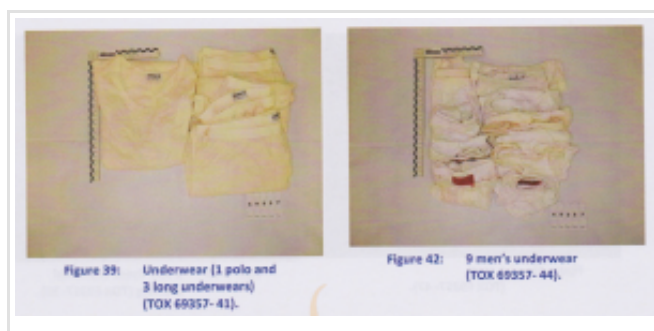 Figure 39: Underwear (1 polo and
3 long underwears)
(TOX 69357- 41).
Figure 42: 9 men's underwear
(TOX 69357- 44).